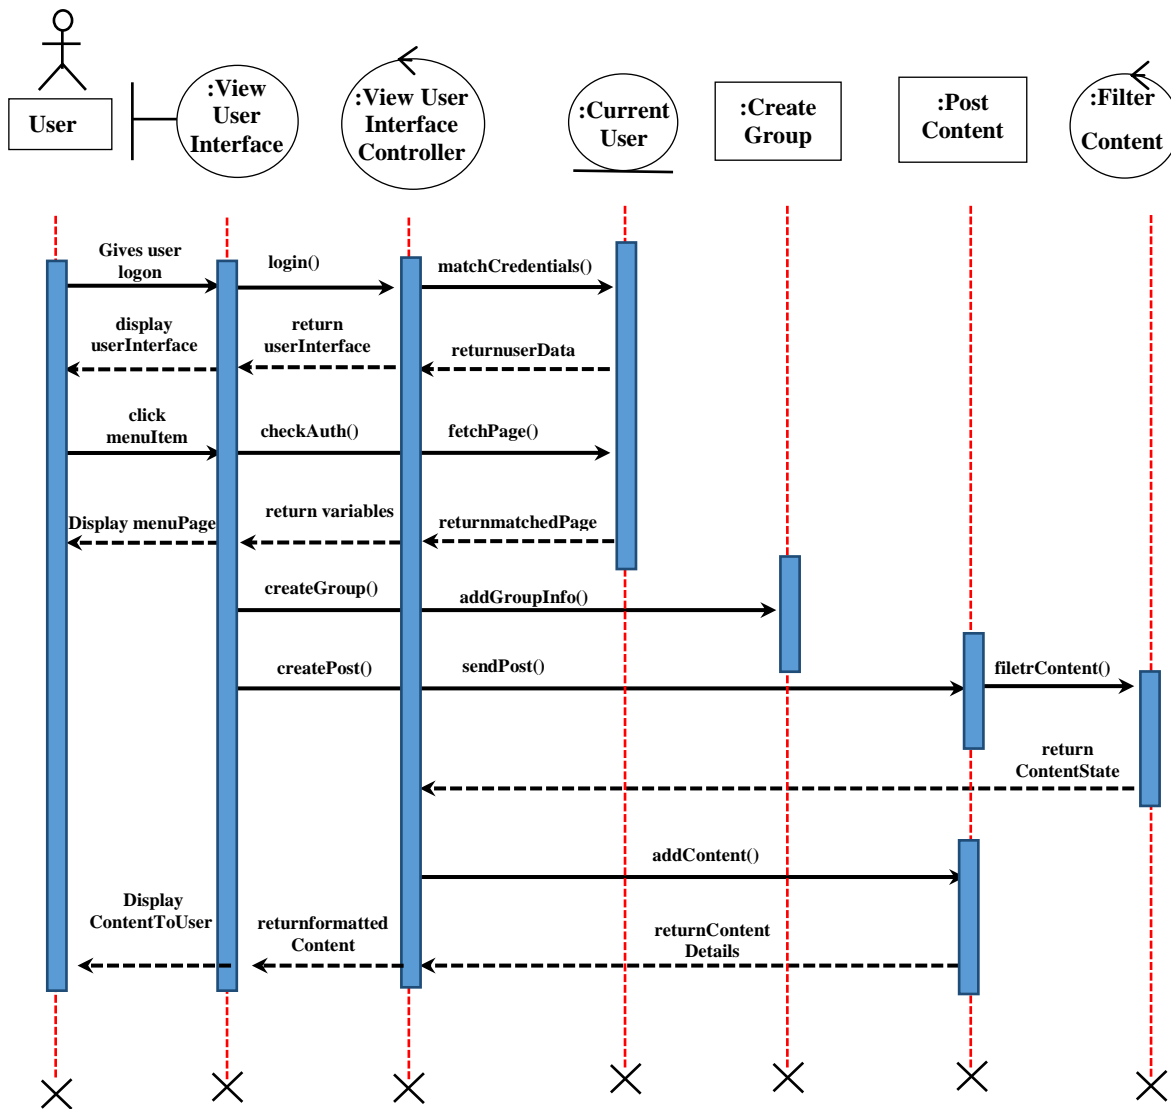 User
:View
User
Interface
:View User
Interface
Controller
:Current
User
:Create
Group
:Post
Content
:Filter
Content
Gives user
logon
login()
matchCredentials()
display
userInterface
return
userInterface
returnuserData
click
menuItem
checkAuth()
fetchPage()
Display menuPage
return variables
returnmatchedPage
createGroup()
addGroupInfo()
createPost()
sendPost()
filetrContent()
return
ContentState
addContent()
Display
ContentToUser
returnformatted
Content
returnContent
Details